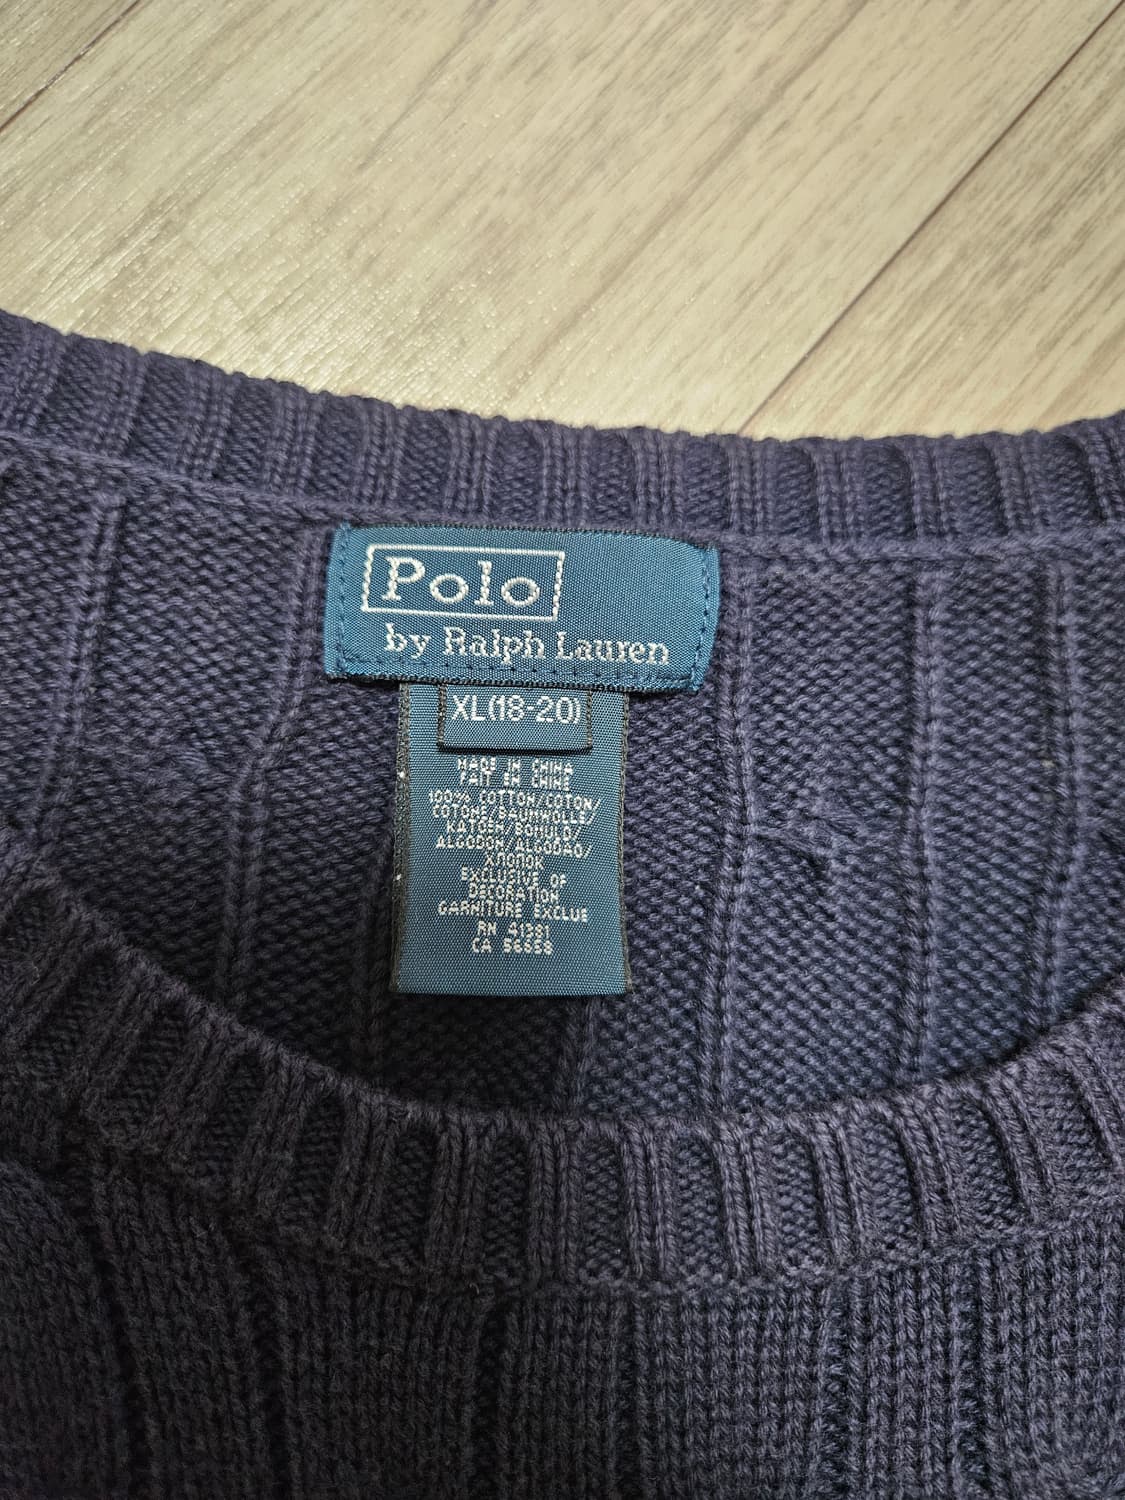 Polo
by Ralph Lauren
XL(18-20)
MADE IN CHINA
FAIT EN CHINE
100% COTTON/COTON/
COTONE/BAUMWOLLE/
KATOEN/BOMULD/
ALGODON/ALGODAO/
ХЛОПОК
EXCLUSIVE OF
DECORATION
GARNITURE EXCLUE
RN 41381
CA 56658